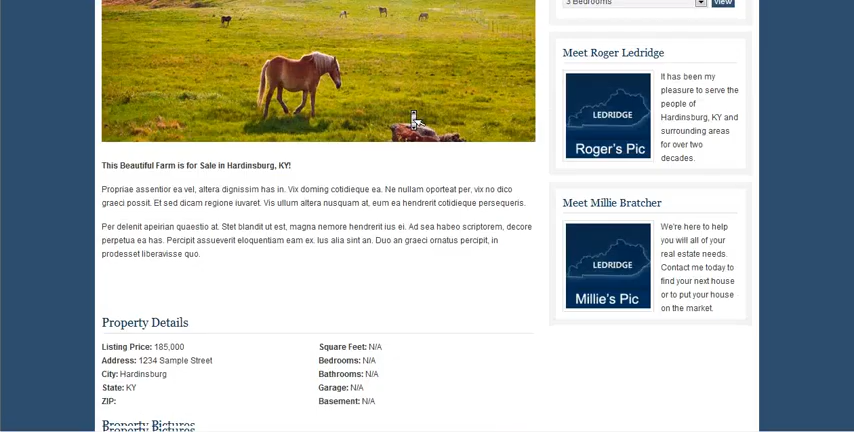 3 Bedrooms
View
Meet Roger Ledridge
LEDRIDGE
Roger's Pic
It has been my
pleasure to serve the
people of
Hardinsburg, KY and
surrounding areas
for over two
decades.
This Beautiful Farm is for Sale in Hardinsburg, KY!
Propriae assentior ea vel, altera dignissim has in. Vix doming cotidieque ea. Ne nullam oporteat per, vix no dico
graeci possit. Et sed dicam regione iuvaret. Vis ullum altera nusquam at, eum ea hendrerit cotidieque persequeris.
Per delenit apeirian quaestio at. Stet blandit ut est, magna nemore hendrerit ius ei. Ad sea habeo scriptorem, decore
perpetua ea has. Percipit assueverit eloquentiam eam ex. Ius alia sint an. Duo an graeci ornatus percipit, in
prodesset liberavisse quo.
Meet Millie Bratcher
LEDRIDGE
Millie's Pic
We're here to help
you will all of your
real estate needs.
Contact me today to
find your next house
or to put your house
on the market.
Property Details
Listing Price: 185,000
Address: 1234 Sample Street
City: Hardinsburg
State: KY
ZIP:
Square Feet: N/A
Bedrooms: N/A
Bathrooms: N/A
Garage: N/A
Basement: N/A
Property Pictures